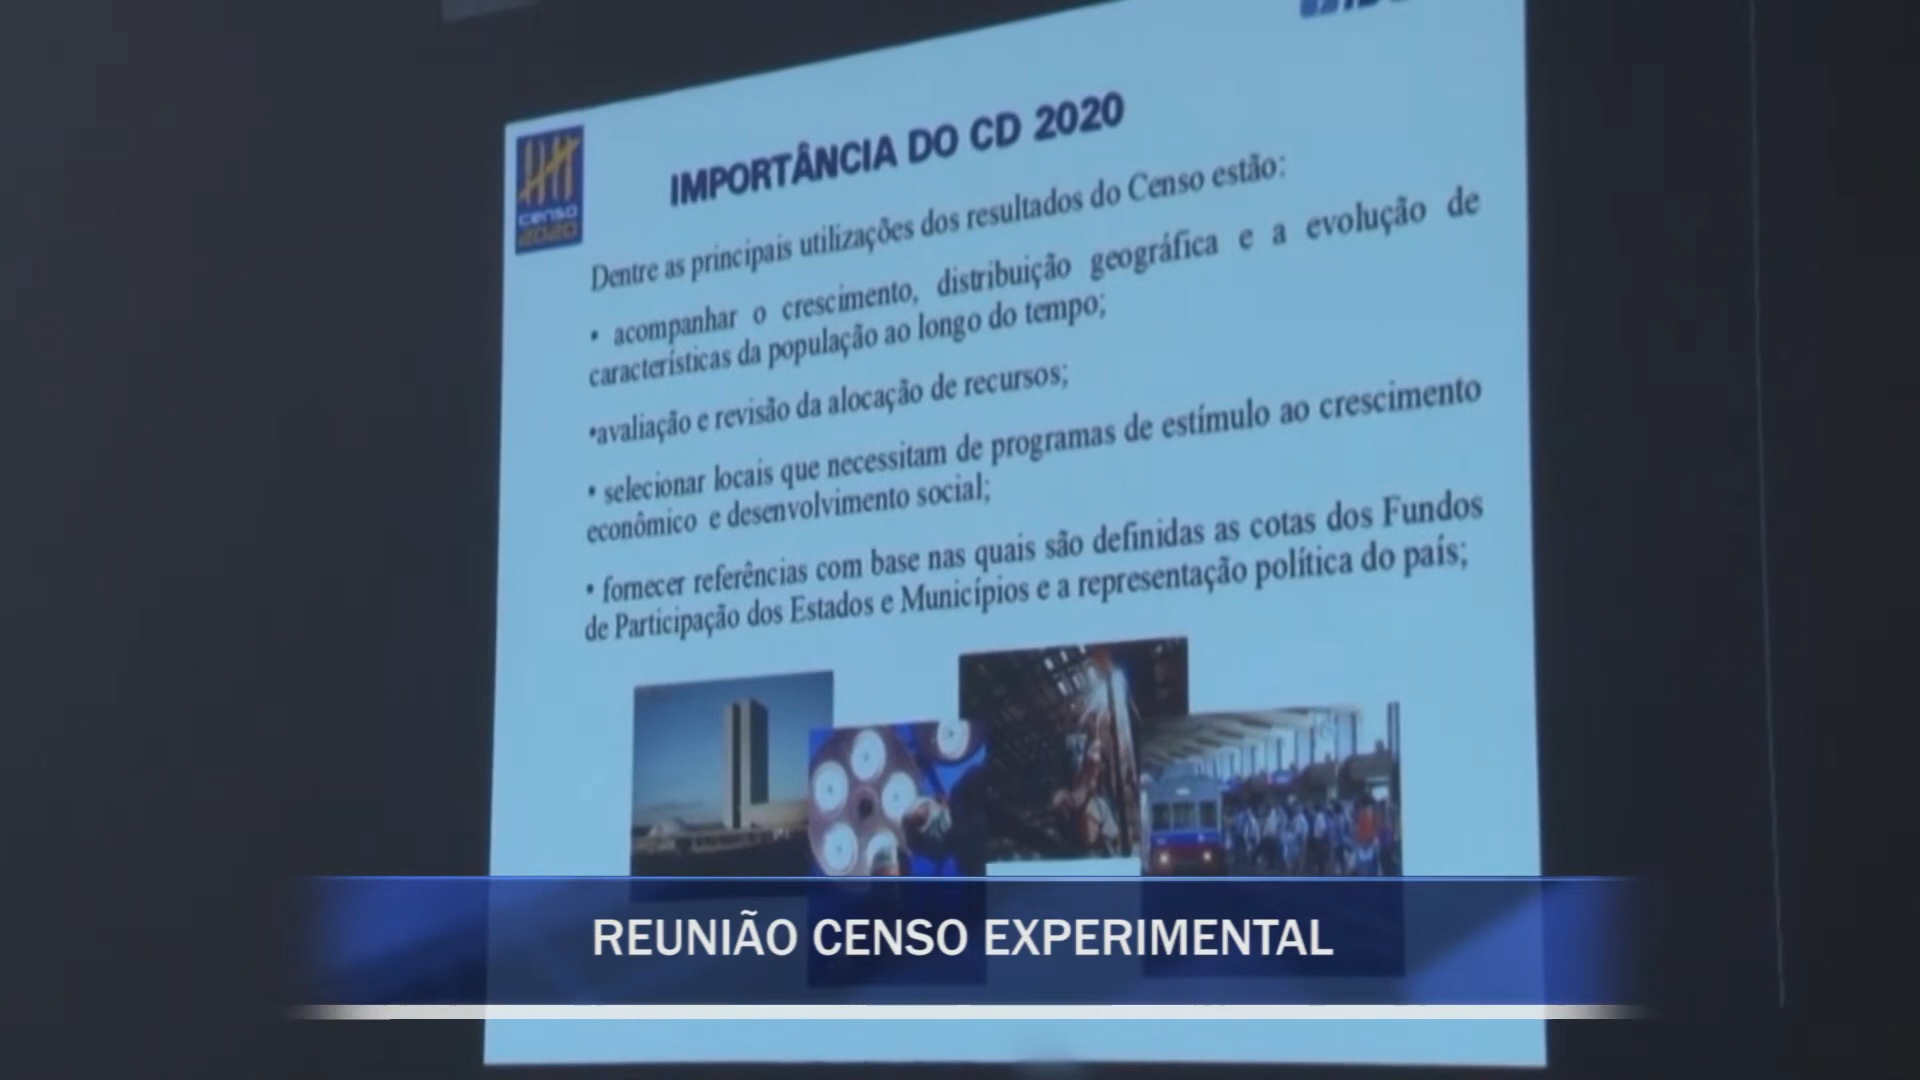 censo
2020
IMPORTÂNCIA DO CD 2020
Dentre as principais utilizações dos resultados do Censo estão:
• acompanhar o crescimento, distribuição geográfica e a evolução de
características da população ao longo do tempo;
•avaliação e revisão da alocação de recursos;
• selecionar locais que necessitam de programas de estímulo ao crescimento
econômico e desenvolvimento social;
• fornecer referências com base nas quais são definidas as cotas dos Fundos
de Participação dos Estados e Municípios e a representação política do país;
REUNIÃO CENSO EXPERIMENTAL